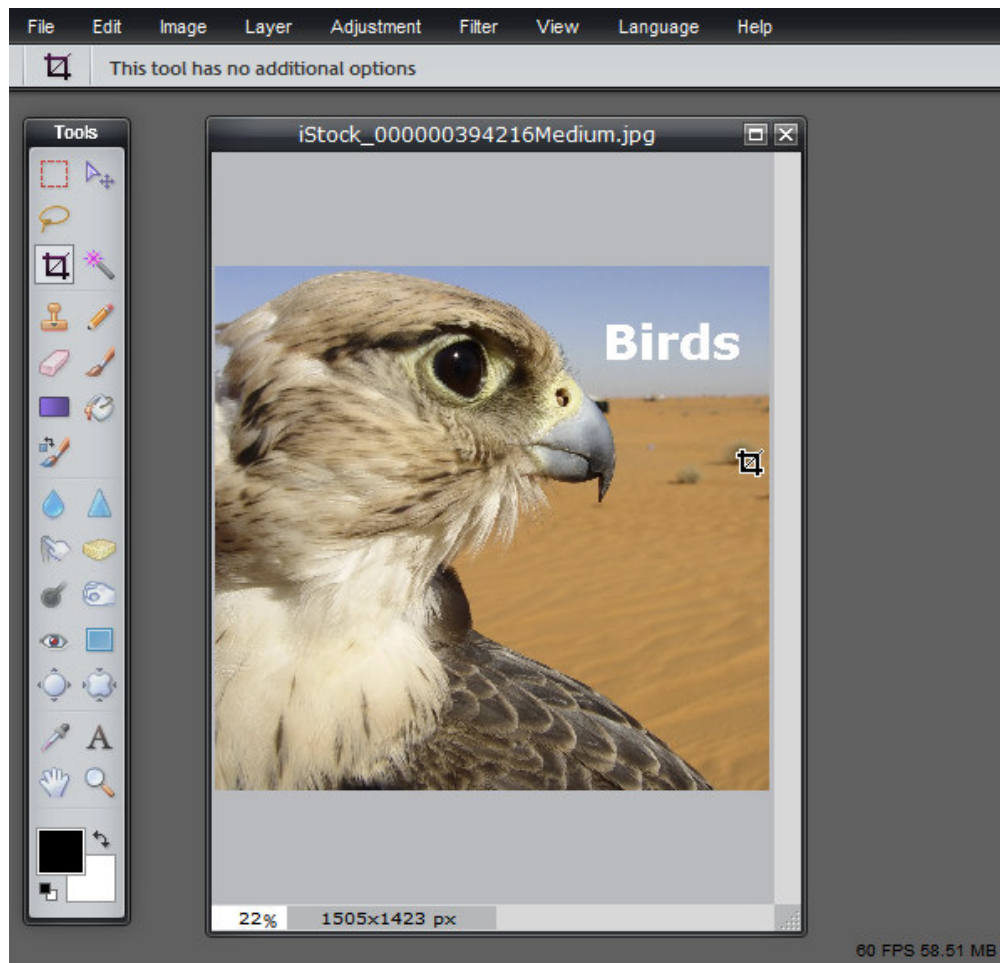 File Edit Image Layer Adjustment Filter View Language Help
This tool has no additional options
Tools
iStock_000000394216Medium.jpg
Birds
A
22% 1505x1423 px
60 FPS 58.51 MB